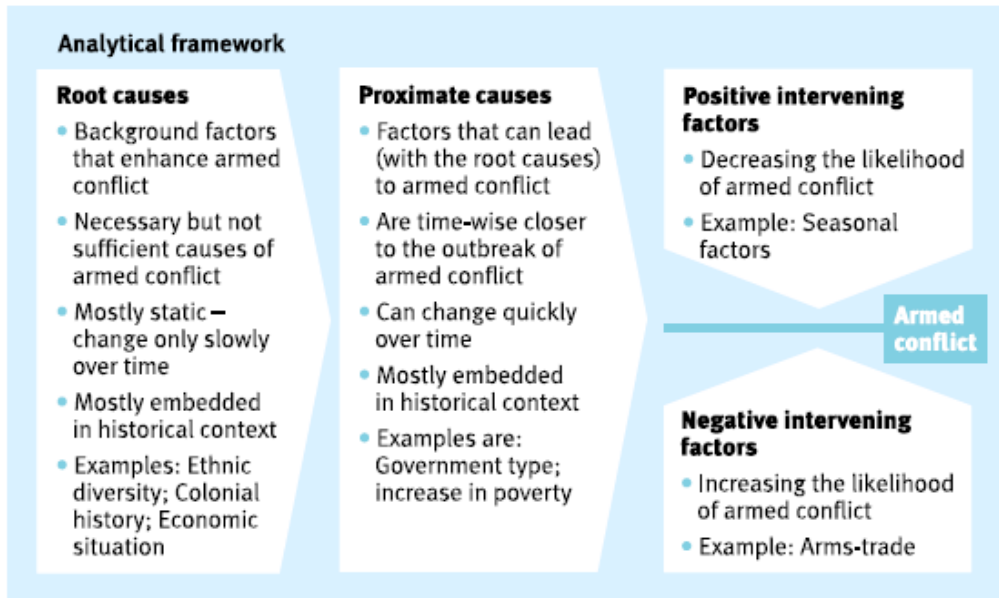 Analytical framework
Root causes
• Background factors
that enhance armed
conflict
• Necessary but not
sufficient causes of
armed conflict
• Mostly static –
change only slowly
over time
• Mostly embedded
in historical context
• Examples: Ethnic
diversity; Colonial
history; Economic
situation
Proximate causes
• Factors that can lead
(with the root causes)
to armed conflict
• Are time-wise closer
to the outbreak of
armed conflict
• Can change quickly
over time
• Mostly embedded
in historical context
• Examples are:
Government type;
increase in poverty
Positive intervening
factors
• Decreasing the likelihood
of armed conflict
• Example: Seasonal
factors
Armed
conflict
Negative intervening
factors
• Increasing the likelihood
of armed conflict
• Example: Arms-trade